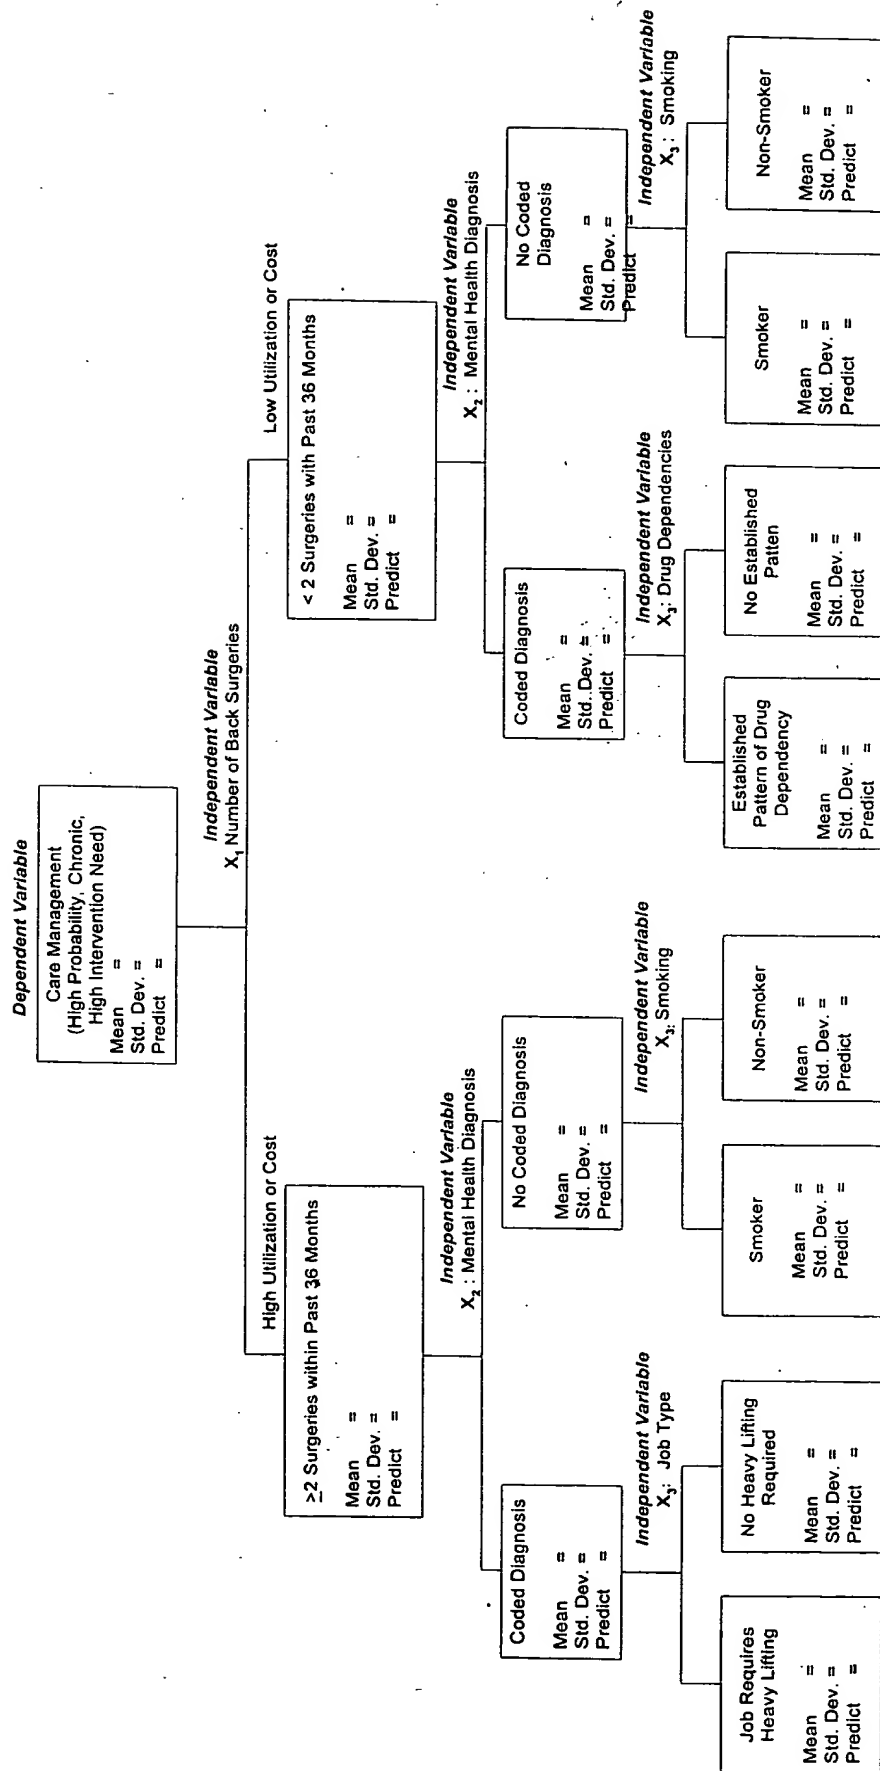 Dependent Variable
Care Management
(High Probability, Chronic,
High Intervention Need)
Mean =
Std. Dev. =
Predict =
Independent Variable
X₁ Number of Back Surgeries
High Utilization or Cost
Low Utilization or Cost
≥2 Surgeries within Past 36 Months
Mean =
Std. Dev. =
Predict =
< 2 Surgeries with Past 36 Months
Mean =
Std. Dev. =
Predict =
Independent Variable
X₂ : Mental Health Diagnosis
Independent Variable
X₂ : Mental Health Diagnosis
Coded Diagnosis
Mean =
Std. Dev. =
Predict =
No Coded Diagnosis
Mean =
Std. Dev. =
Predict =
Coded Diagnosis
Mean =
Std. Dev. =
Predict =
No Coded
Diagnosis
Mean =
Std. Dev. =
Predict =
Independent Variable
X₃: Job Type
Independent Variable
X₃: Smoking
Independent Variable
X₃: Drug Dependencies
Independent Variable
X₃ : Smoking
Job Requires
Heavy Lifting
Mean =
Std. Dev. =
Predict =
No Heavy Lifting
Required
Mean =
Std. Dev. =
Predict =
Smoker
Mean =
Std. Dev. =
Predict =
Non-Smoker
Mean =
Std. Dev. =
Predict =
Established
Pattern of Drug
Dependency
Mean =
Std. Dev. =
Predict =
No Established
Patten
Mean =
Std. Dev. =
Predict =
Smoker
Mean =
Std. Dev. =
Predict =
Non-Smoker
Mean =
Std. Dev. =
Predict =